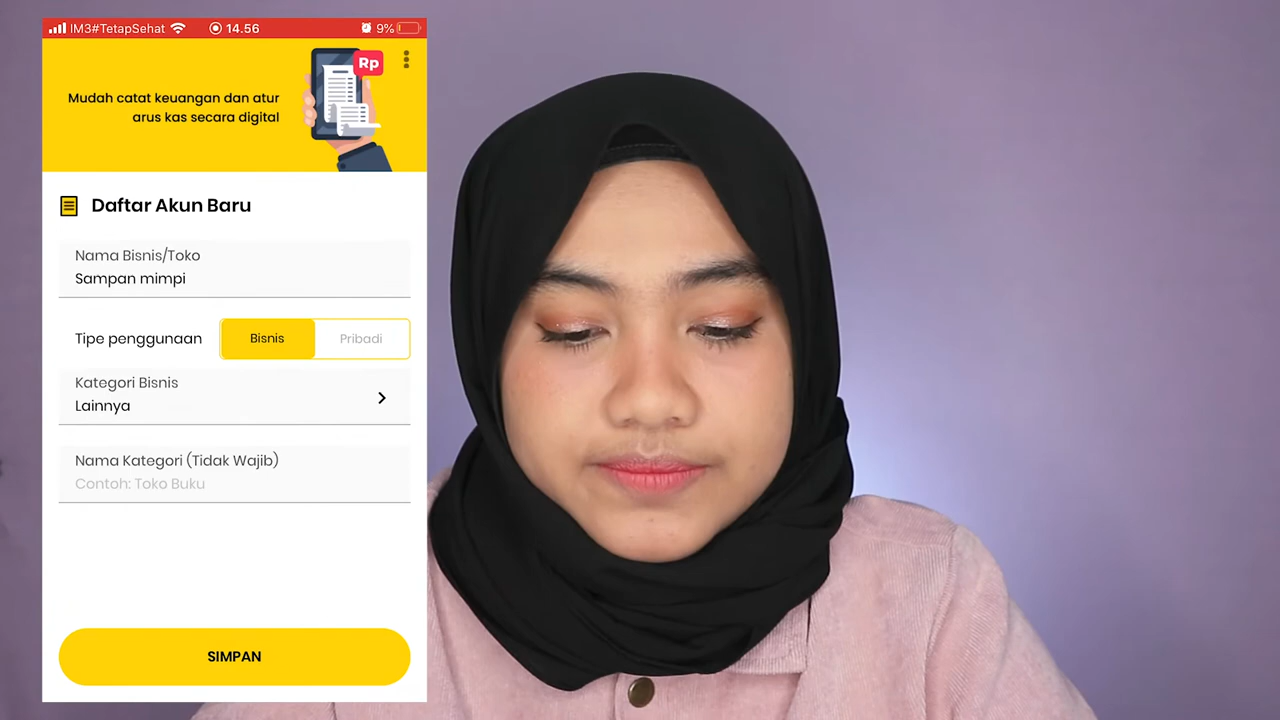 IM3#TetapSehat 14.56 9%
Rp
Mudah catat keuangan dan atur
arus kas secara digital
Daftar Akun Baru
Nama Bisnis/Toko
Sampan mimpi
Tipe penggunaan Bisnis Pribadi
Kategori Bisnis
Lainnya
Nama Kategori (Tidak Wajib)
Contoh: Toko Buku
SIMPAN